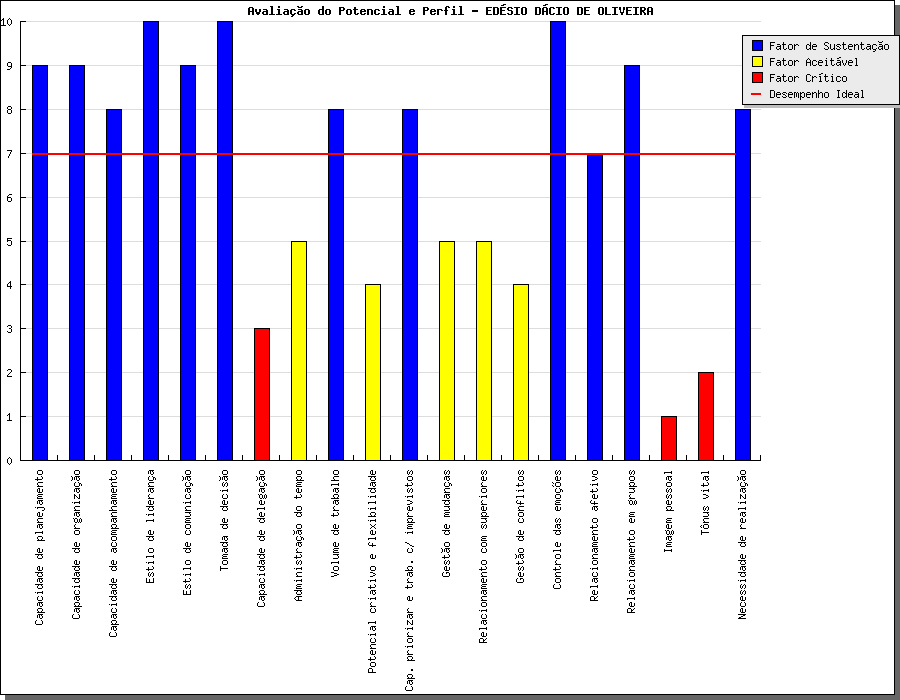 Avaliação do Potencial e Perfil - EDÉSIO DÁCIO DE OLIVEIRA
Fator de Sustentação
Fator Aceitável
Fator Crítico
Desempenho Ideal
10
9
8
7
6
5
4
3
2
1
0
Capacidade de planejamento
Capacidade de organização
Capacidade de acompanhamento
Estilo de liderança
Estilo de comunicação
Tomada de decisão
Capacidade de delegação
Administração do tempo
Volume de trabalho
Potencial criativo e flexibilidade
Cap. priorizar e trab. c/ imprevistos
Gestão de mudanças
Relacionamento com superiores
Gestão de conflitos
Controle das emoções
Relacionamento afetivo
Relacionamento em grupos
Imagem pessoal
Tônus vital
Necessidade de realização